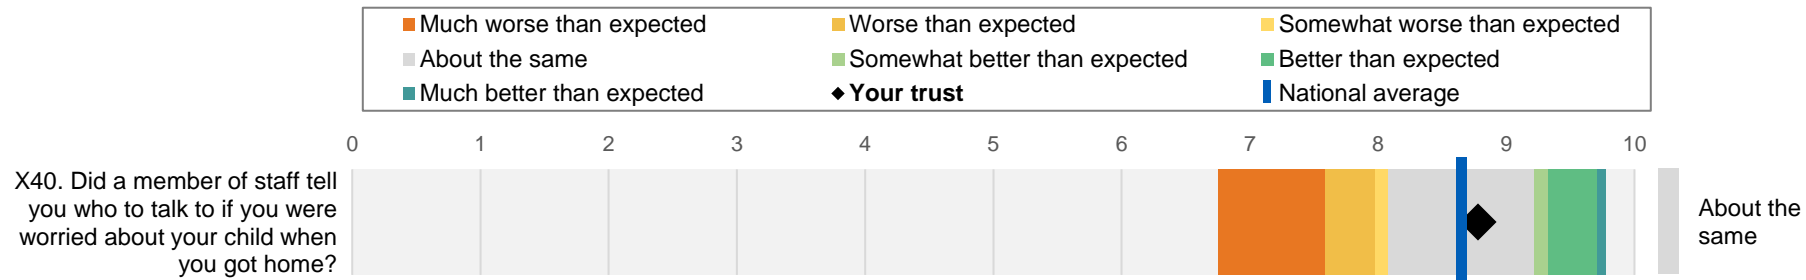 Much worse than expected Worse than expected Somewhat worse than expected
About the same Somewhat better than expected Better than expected
Much better than expected Your trust National average
0 1 2 3 4 5 6 7 8 9 10
X40. Did a member of staff tell
you who to talk to if you were
worried about your child when
you got home?
About the
same